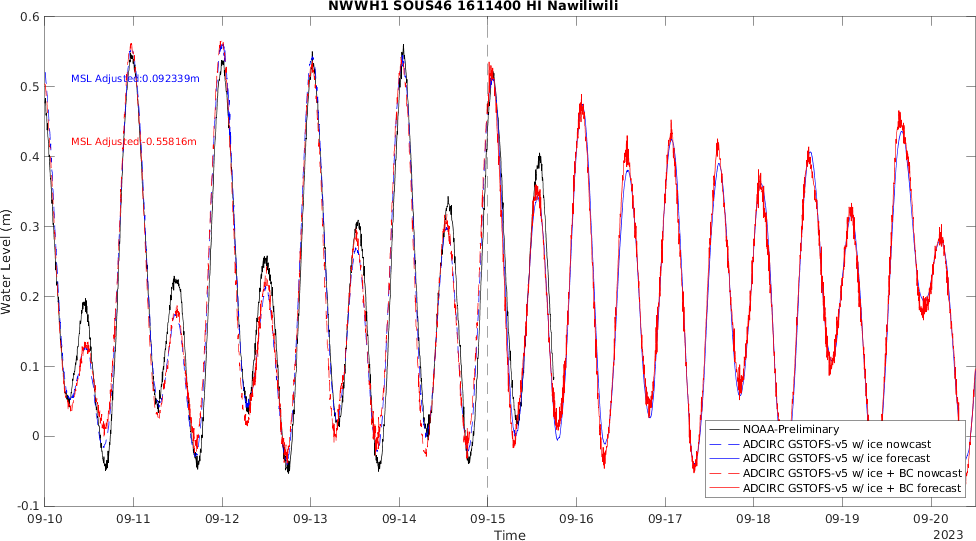 NWWH1 SOUS46 1611400 HI Nawiliwili
0.6
0.5
0.4
0.3
0.2
0.1
0
-0.1
Water Level (m)
MSL Adjusted:0.092339m
MSL Adjusted:-0.55816m
NOAA-Preliminary
ADCIRC GSTOFS-v5 w/ ice nowcast
ADCIRC GSTOFS-v5 w/ ice forecast
ADCIRC GSTOFS-v5 w/ ice + BC nowcast
ADCIRC GSTOFS-v5 w/ ice + BC forecast
09-10 09-11 09-12 09-13 09-14 09-15 09-16 09-17 09-18 09-19 09-20
Time
2023